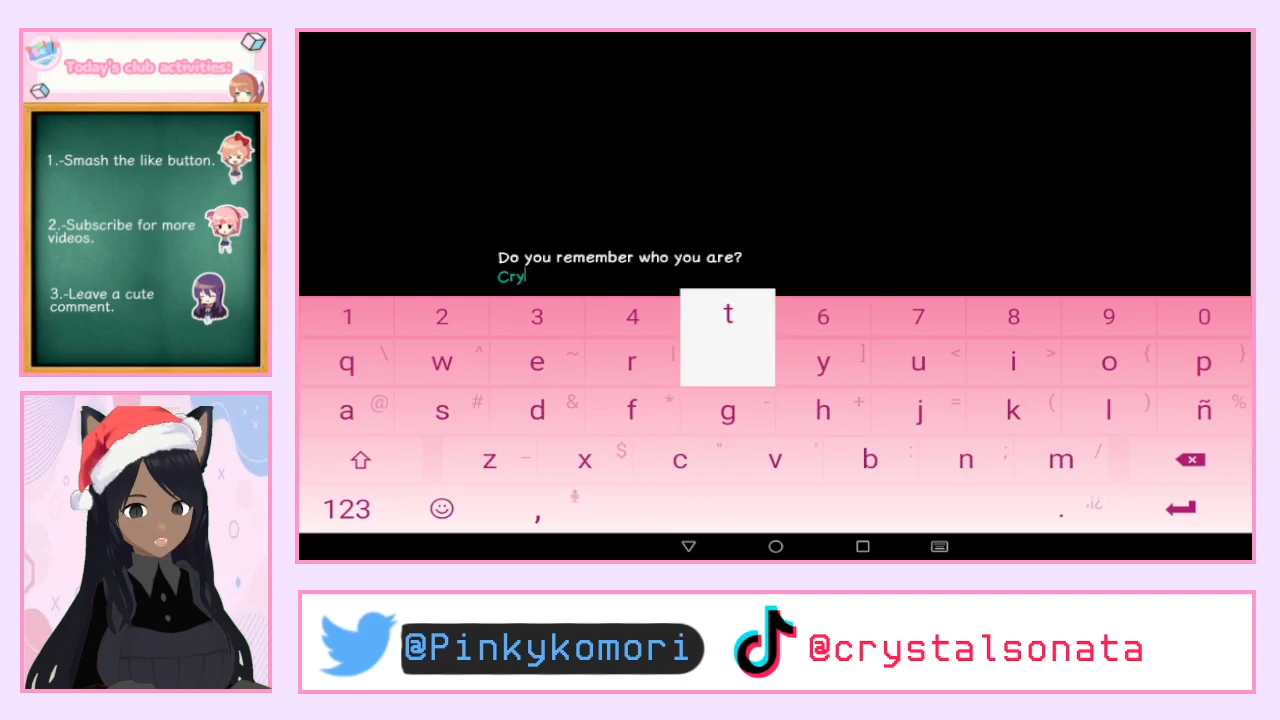 Today's club activities:
1.-Smash the like button.
2.-Subscribe for more
videos.
3.-Leave a cute
comment.
Do you remember who you are?
Cry
1 2 3 4 t 6 7 8 9 0
q \ w ^ e ~ r | y ] u < i > o { p }
a @ s # d & f * g - h + j = k ( l ) ñ %
z _ x $ c " v ' b : n ; m /
123 , . ,¡¿
@Pinkykomori
@crystalsonata